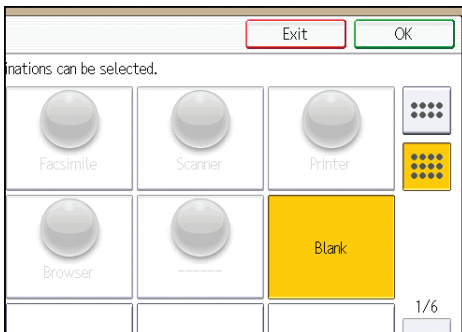 Exit OK
inations can be selected.
Facsimile Scanner Printer
Browser ------ Blank
1/6